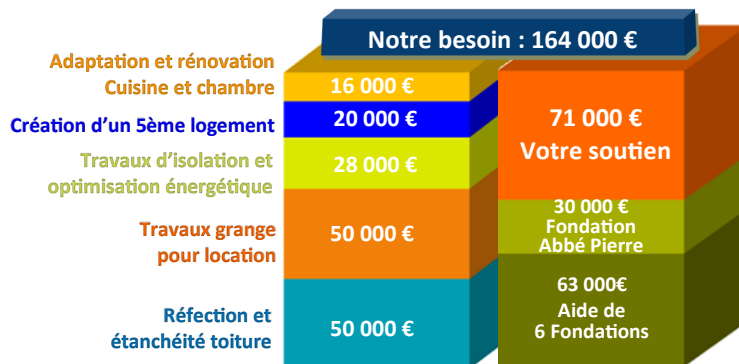 Notre besoin : 164 000 €
Adaptation et rénovation
Cuisine et chambre
16 000 €
Création d'un 5ème logement
20 000 €
Travaux d'isolation et
optimisation énergétique
28 000 €
Travaux grange
pour location
50 000 €
Réfection et
étanchéité toiture
50 000 €
71 000 €
Votre soutien
30 000 €
Fondation
Abbé Pierre
63 000€
Aide de
6 Fondations